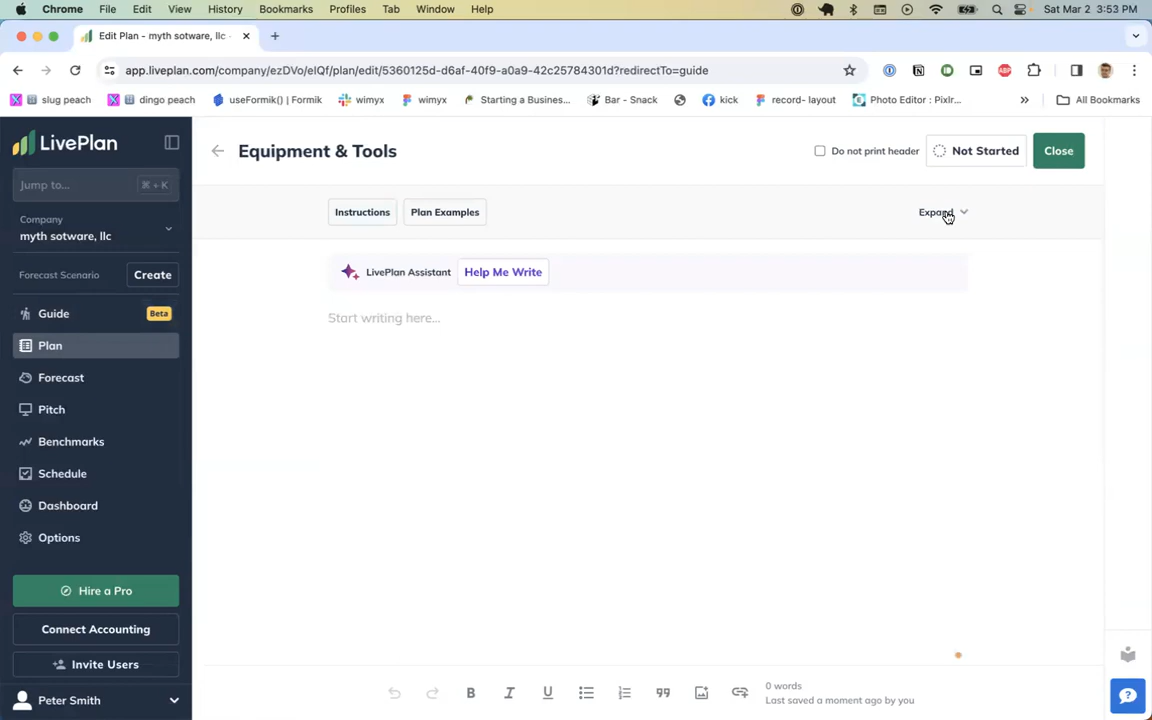 Chrome File Edit View History Bookmarks Profiles Tab Window Help Sat Mar 2 3:53 PM
Edit Plan - myth sotware, llc -
app.liveplan.com/company/ezDVo/eIQf/plan/edit/5360125d-d6af-40f9-a0a9-42c25784301d?redirectTo=guide
slug peach dingo peach useFormik() | Formik wimyx wimyx Starting a Busines... Bar - Snack kick record- layout Photo Editor : Pixlr... » All Bookmarks
LivePlan
Equipment & Tools
Do not print header
Not Started
Close
Jump to... ⌘ + K
Instructions
Plan Examples
Expand
Company
myth sotware, llc
Forecast Scenario
Create
LivePlan Assistant
Help Me Write
Guide
Beta
Start writing here...
Plan
Forecast
Pitch
Benchmarks
Schedule
Dashboard
Options
Hire a Pro
Connect Accounting
Invite Users
Peter Smith
B I U
0 words
Last saved a moment ago by you